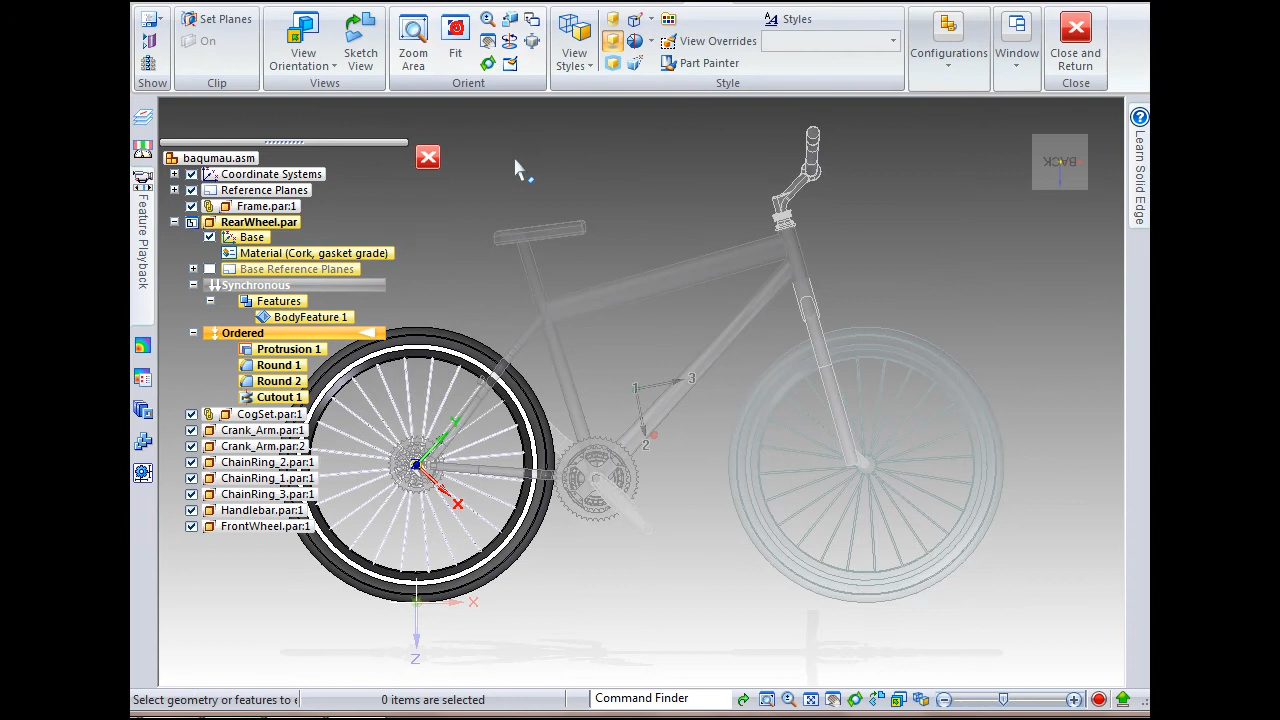 Set Planes
On
Show
Clip
View
Orientation
Sketch
View
Views
Zoom
Area
Fit
Orient
View
Styles
View Overrides
Part Painter
Styles
Style
Configurations
Window
Close and
Return
Close
Feature Playback
baqumau.asm
Coordinate Systems
Reference Planes
Frame.par:1
RearWheel.par
Base
Material (Cork, gasket grade)
Base Reference Planes
Synchronous
Features
BodyFeature 1
Ordered
Protrusion 1
Round 1
Round 2
Cutout 1
CogSet.par:1
Crank_Arm.par:1
Crank_Arm.par:2
ChainRing_2.par:1
ChainRing_1.par:1
ChainRing_3.par:1
Handlebar.par:1
FrontWheel.par:1
Y
X
X
Z
1
3
2
BACK
Learn Solid Edge
Select geometry or features to e
0 items are selected
Command Finder